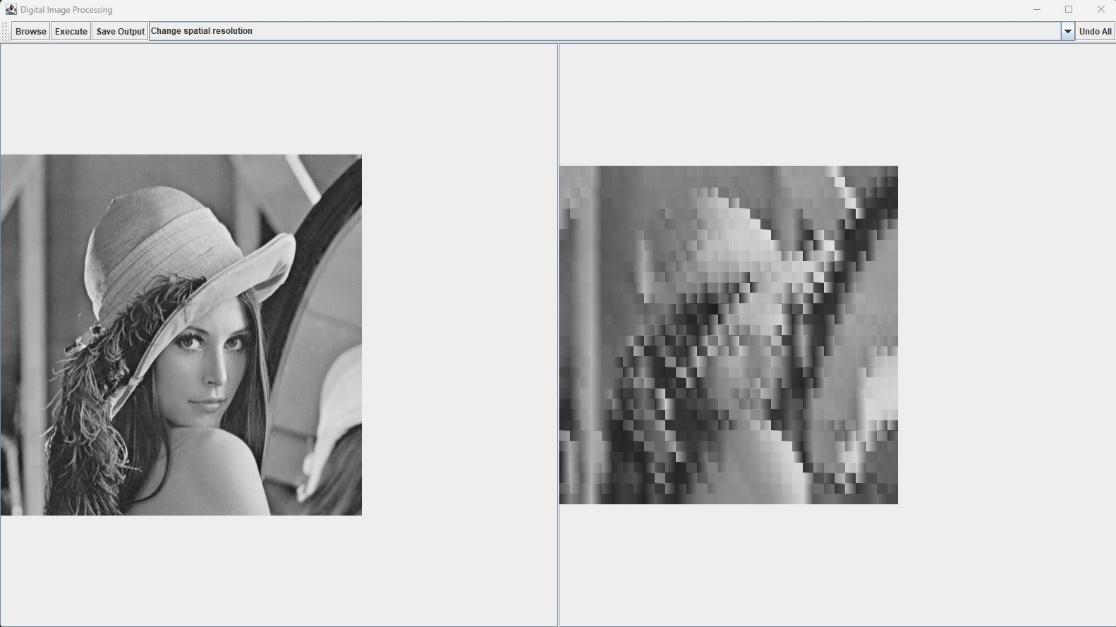 Digital Image Processing
Browse Execute Save Output Change spatial resolution Undo All